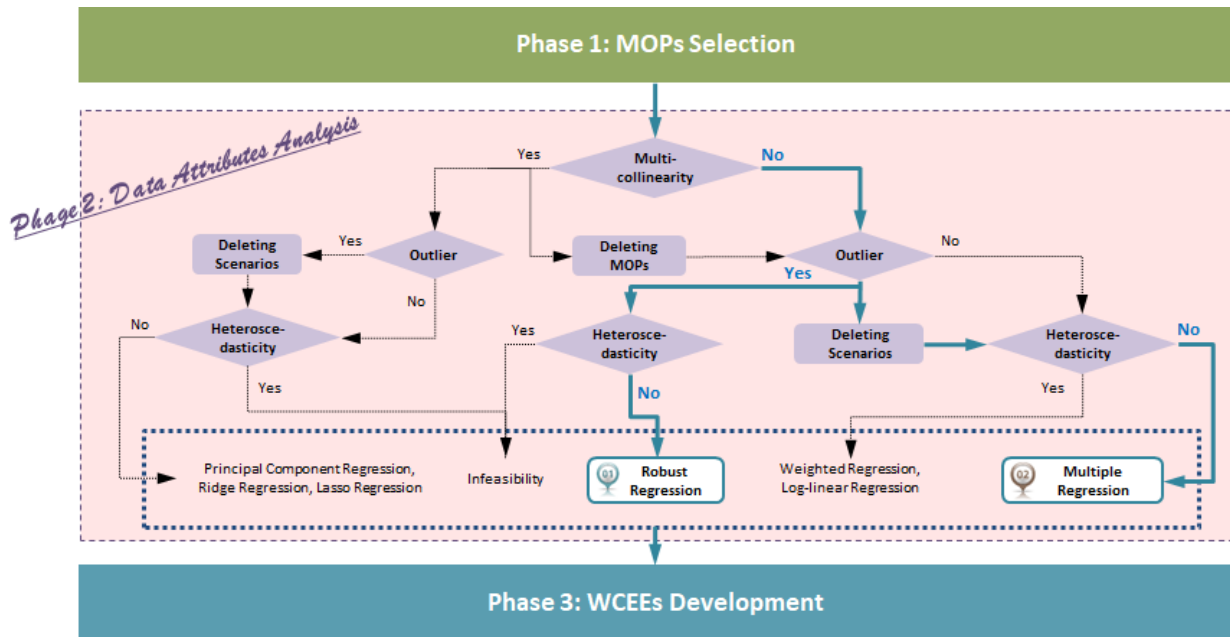 Phase 1: MOPs Selection
Phage 2: Data Attributes Analysis
Yes
Multi-
collinearity
No
Yes
Deleting
Scenarios
Outlier
Deleting
MOPs
Outlier
No
No
Yes
No
Heterosce-
dasticity
Yes
Yes
Heterosce-
dasticity
No
Deleting
Scenarios
Heterosce-
dasticity
No
Yes
Principal Component Regression,
Ridge Regression, Lasso Regression
Infeasibility
01
Robust
Regression
Weighted Regression,
Log-linear Regression
02
Multiple
Regression
Phase 3: WCEEs Development